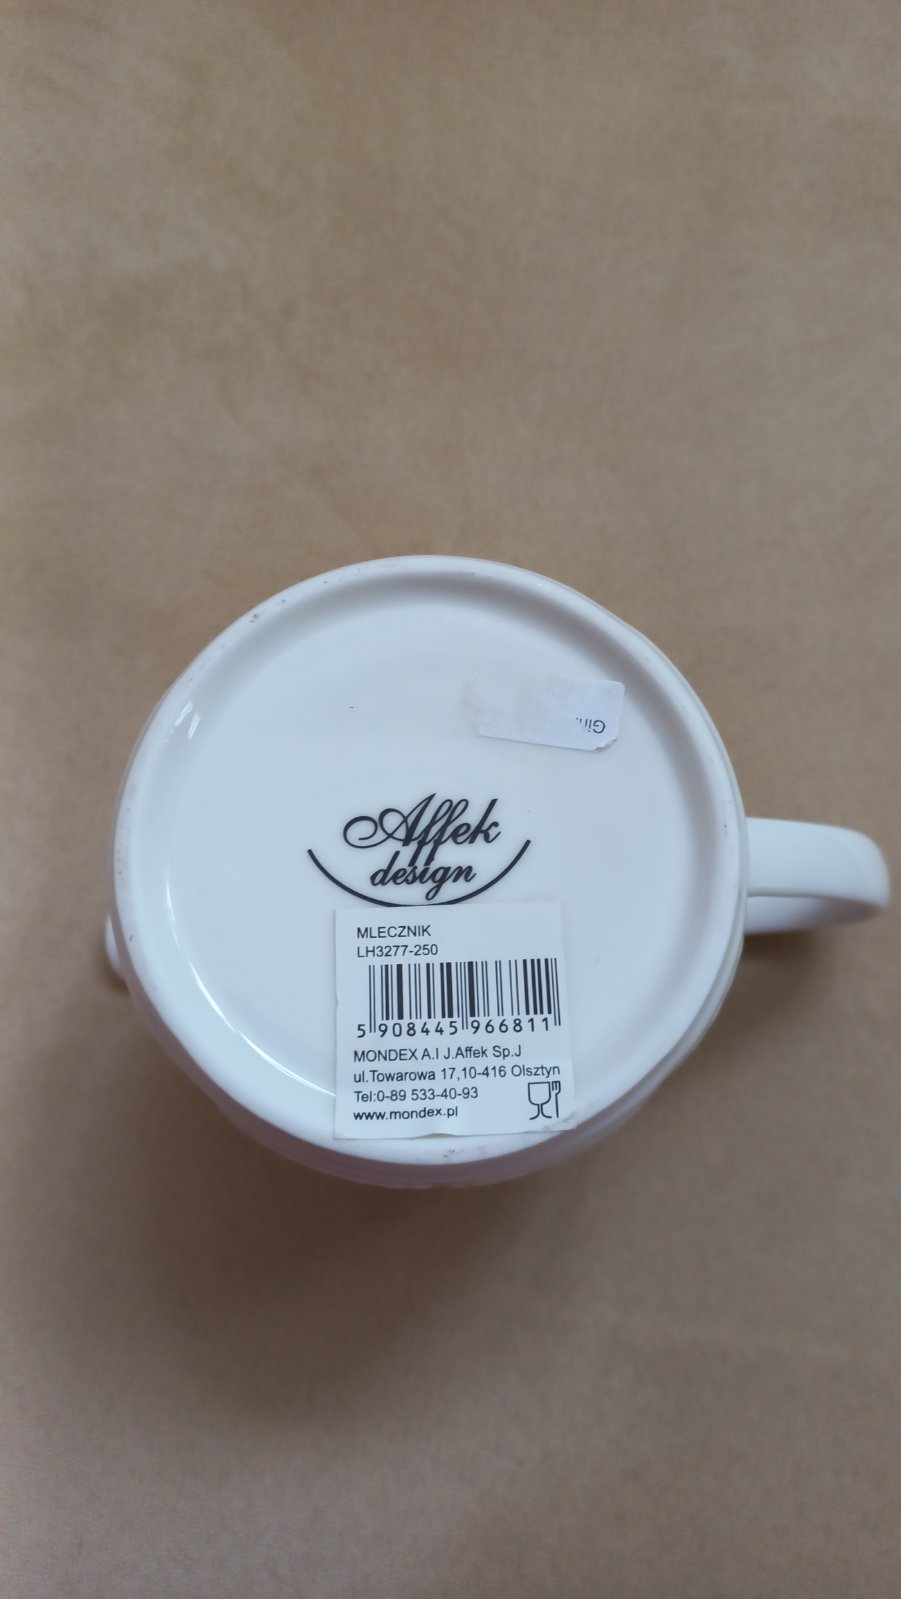 Affek
design
MLECZNIK
LH3277-250
5 908445 966811
MONDEX A.I J.Affek Sp.J
ul.Towarowa 17,10-416 Olsztyn
Tel:0-89 533-40-93
www.mondex.pl